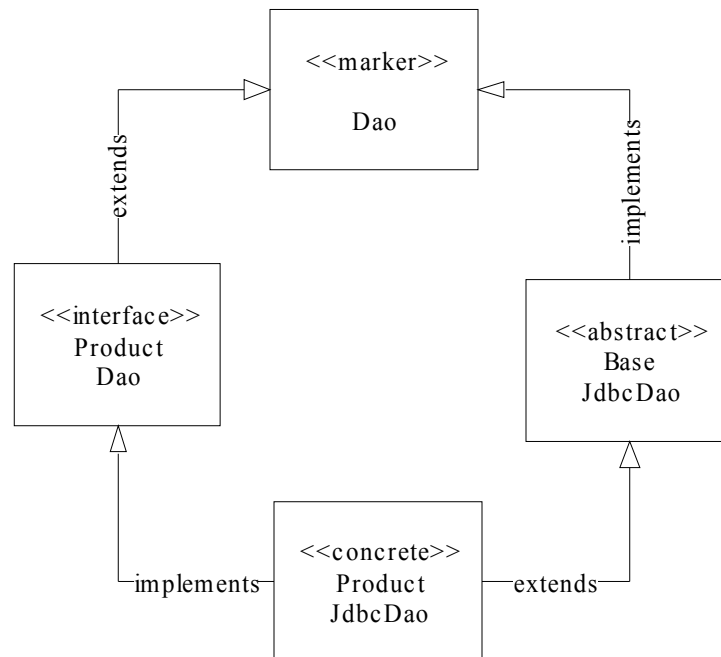 <<marker>>
Dao
extends
implements
<<interface>>
Product
Dao
<<abstract>>
Base
JdbcDao
<<concrete>>
Product
JdbcDao
implements
extends